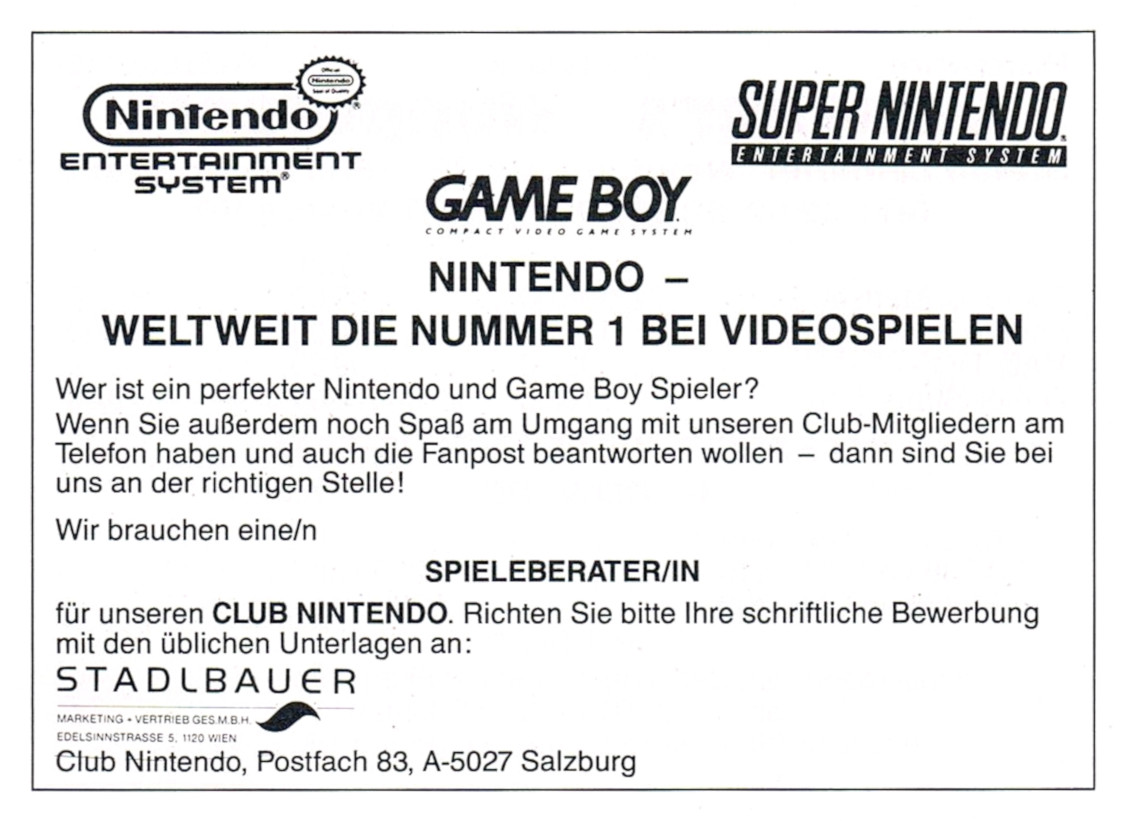 Official
Nintendo
Seal of Quality
Nintendo®
ENTERTAINMENT
SYSTEM®
SUPER NINTENDO®
ENTERTAINMENT SYSTEM
GAME BOY
COMPACT VIDEO GAME SYSTEM
NINTENDO –
WELTWEIT DIE NUMMER 1 BEI VIDEOSPIELEN
Wer ist ein perfekter Nintendo und Game Boy Spieler?
Wenn Sie außerdem noch Spaß am Umgang mit unseren Club-Mitgliedern am
Telefon haben und auch die Fanpost beantworten wollen – dann sind Sie bei
uns an der richtigen Stelle!
Wir brauchen eine/n
SPIELEBERATER/IN
für unseren CLUB NINTENDO. Richten Sie bitte Ihre schriftliche Bewerbung
mit den üblichen Unterlagen an:
STADLBAUER
MARKETING + VERTRIEB GES.M.B.H.
EDELSINNSTRASSE 5, 1120 WIEN
Club Nintendo, Postfach 83, A-5027 Salzburg